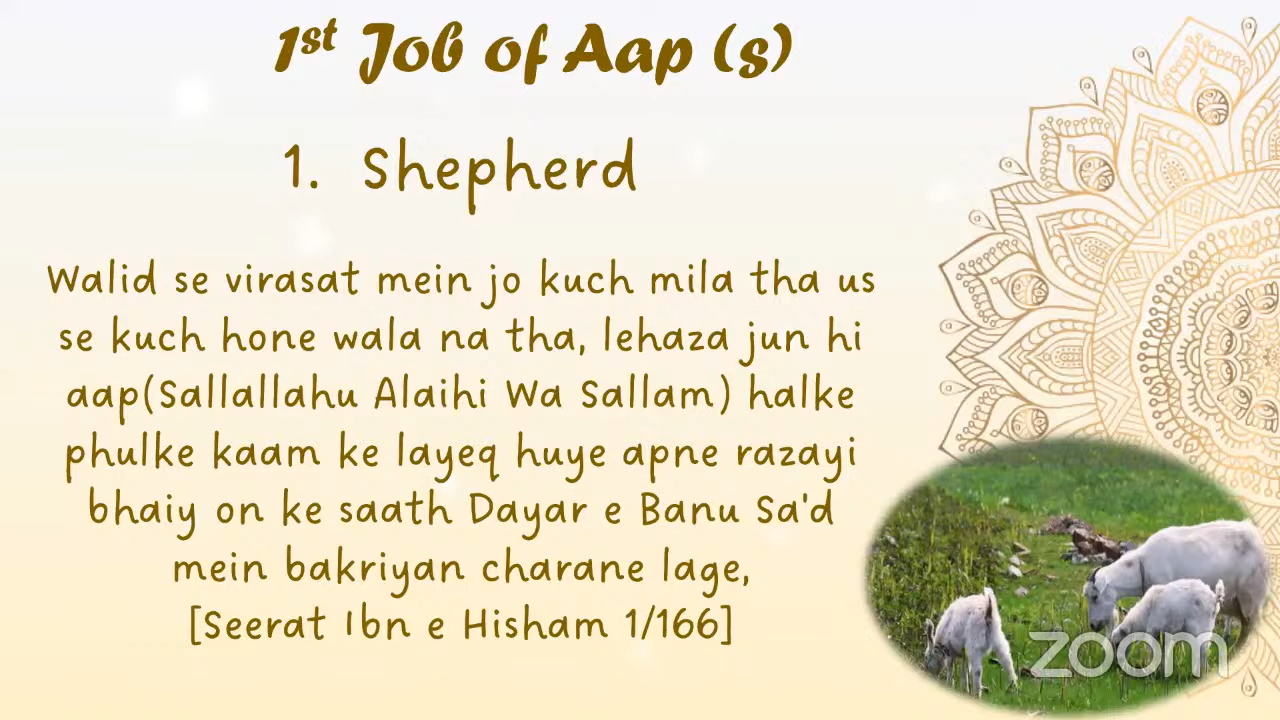 1st Job of Aap (s)
1. Shepherd
Walid se virasat mein jo kuch mila tha us
se kuch hone wala na tha, lehaza jun hi
aap(Sallallahu Alaihi Wa Sallam) halke
phulke kaam ke layeq huye apne razayi
bhaiy on ke saath Dayar e Banu Sa'd
mein bakriyan charane lage,
[Seerat Ibn e Hisham 1/166]
zoom